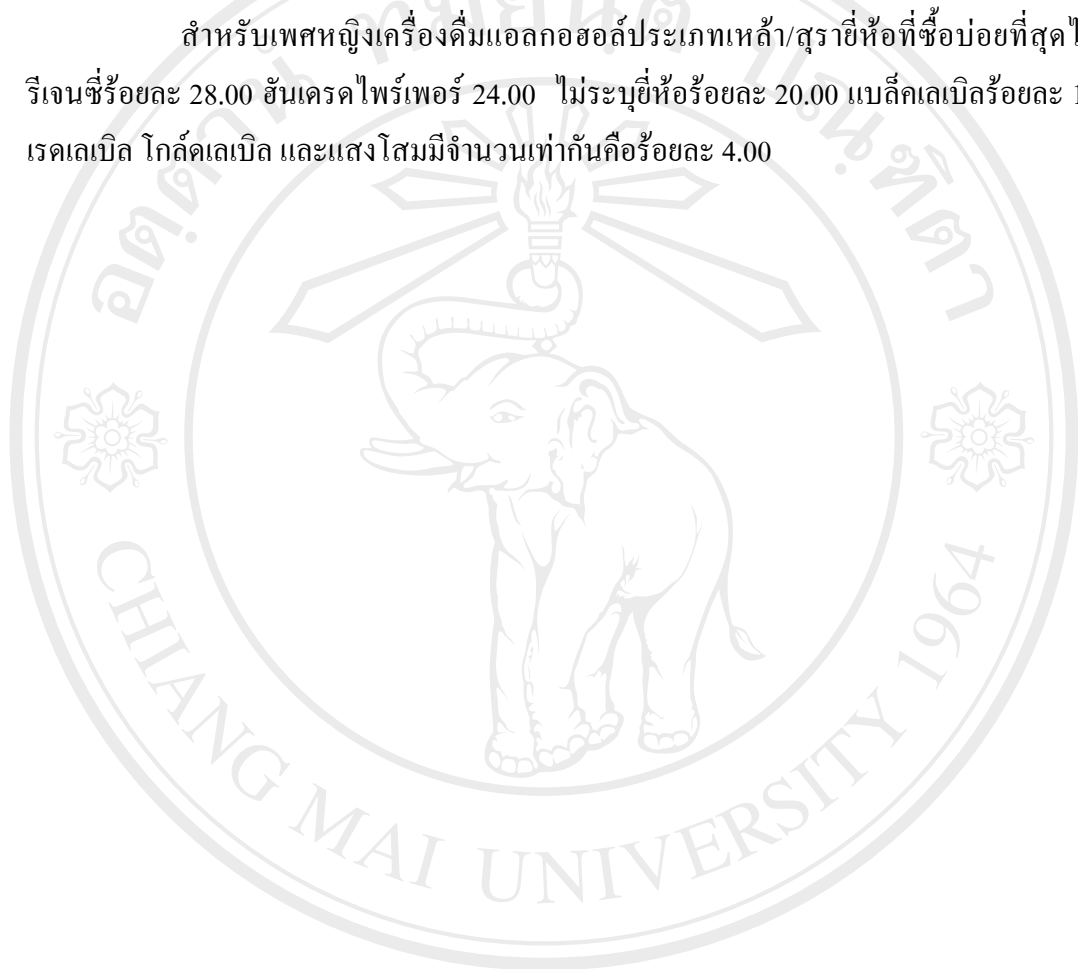 สำหรับเพศหญิงเครื่องดื่มแอลกอฮอล์ประเภทเหล้า/สุรายี่ห้อที่ซื้อบ่อยที่สุด
รีเจนซี่ร้อยละ 28.00 ฮันเดรดไพร์เพอร์ 24.00 ไม่ระบุยี่ห้อร้อยละ 20.00 แบล็คเลเบิลร้อยละ
เรดเลเบิล โกล์ดเลเบิล และแสงโสมมีจำนวนเท่ากันคือร้อยละ 4.00
CHIANG MAI UNIVERSITY 1964